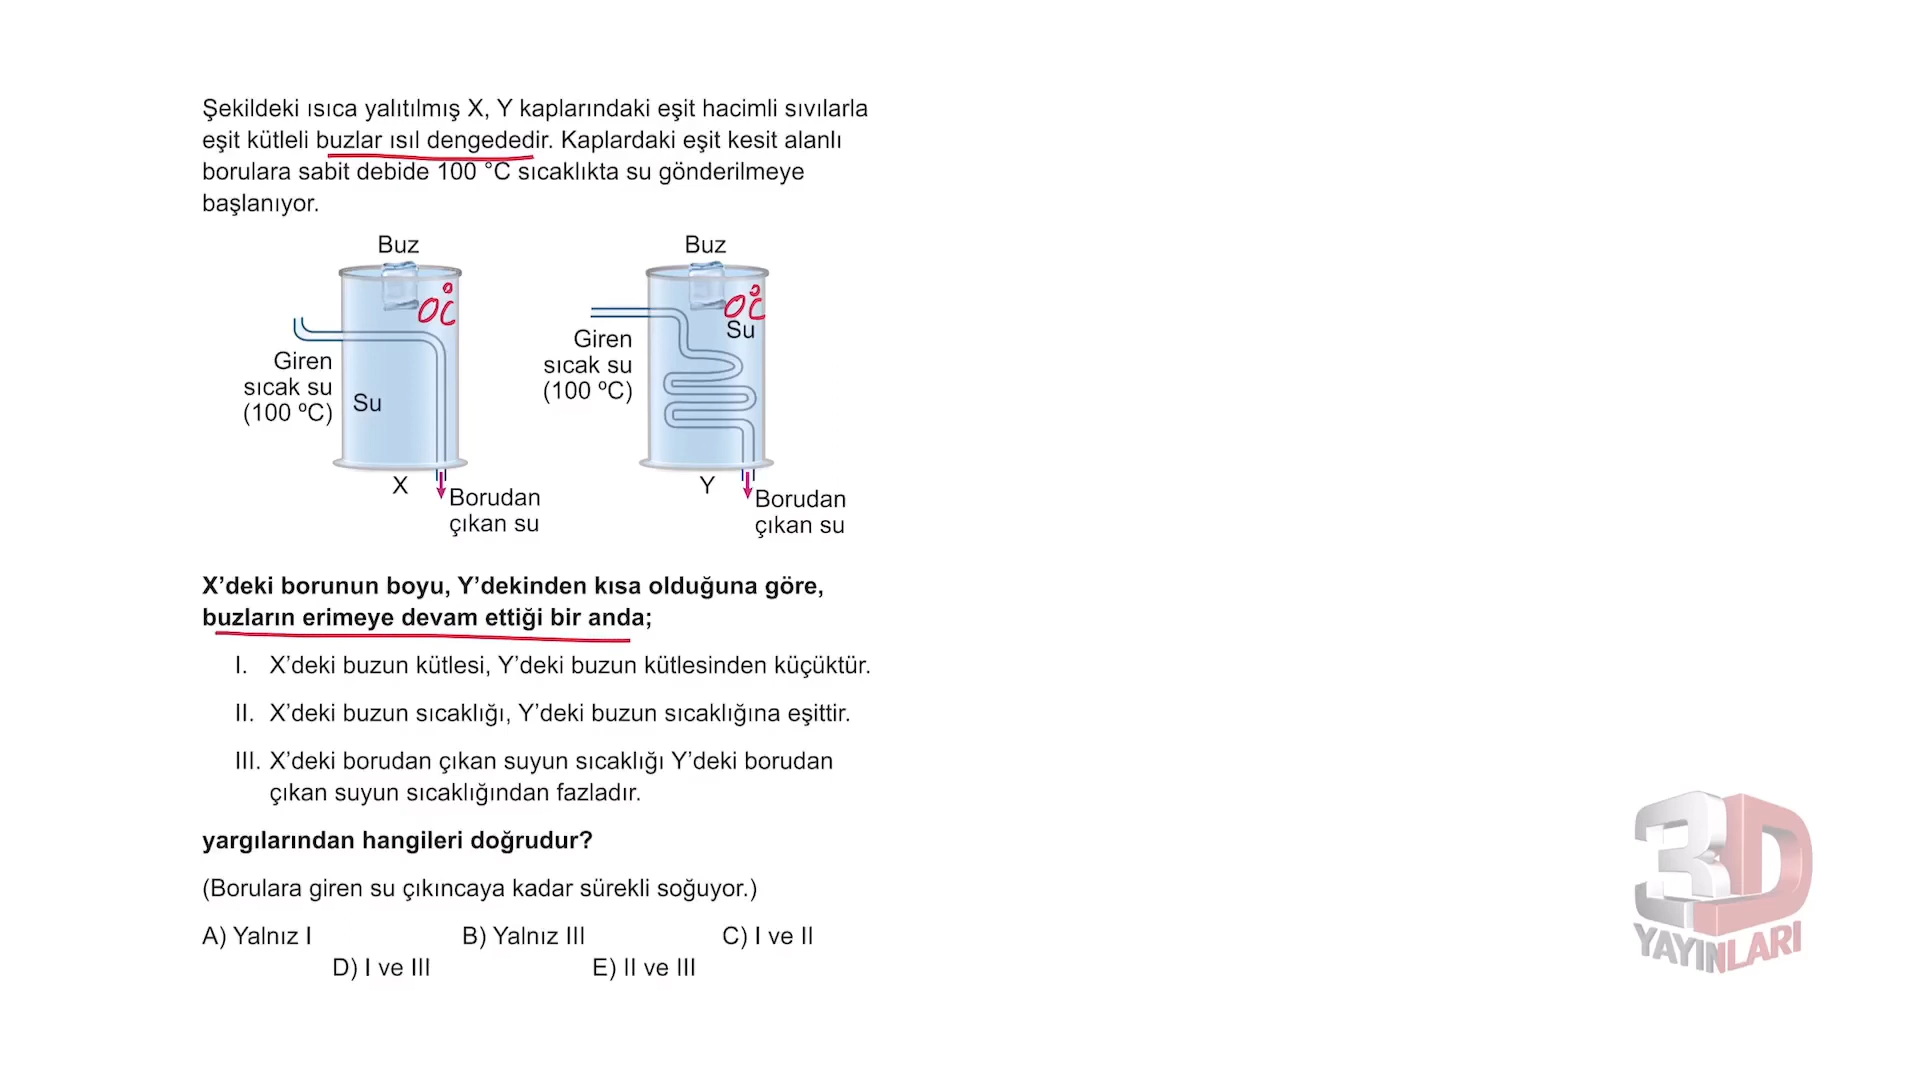 Şekildeki ısıca yalıtılmış X, Y kaplarındaki eşit hacimli sıvılarla
eşit kütleli buzlar ısıl dengededir. Kaplardaki eşit kesit alanlı
borulara sabit debide 100 °C sıcaklıkta su gönderilmeye
başlanıyor.
Buz
0°C
Giren
sıcak su
(100 ºC)
Su
X
Borudan
çıkan su
Buz
0°C
Su
Giren
sıcak su
(100 ºC)
Y
Borudan
çıkan su
X’deki borunun boyu, Y’dekinden kısa olduğuna göre,
buzların erimeye devam ettiği bir anda;
I. X’deki buzun kütlesi, Y’deki buzun kütlesinden küçüktür.
II. X’deki buzun sıcaklığı, Y’deki buzun sıcaklığına eşittir.
III. X’deki borudan çıkan suyun sıcaklığı Y’deki borudan
çıkan suyun sıcaklığından fazladır.
yargılarından hangileri doğrudur?
(Borulara giren su çıkıncaya kadar sürekli soğuyor.)
A) Yalnız I B) Yalnız III C) I ve II
D) I ve III E) II ve III
3D
YAYINLARI